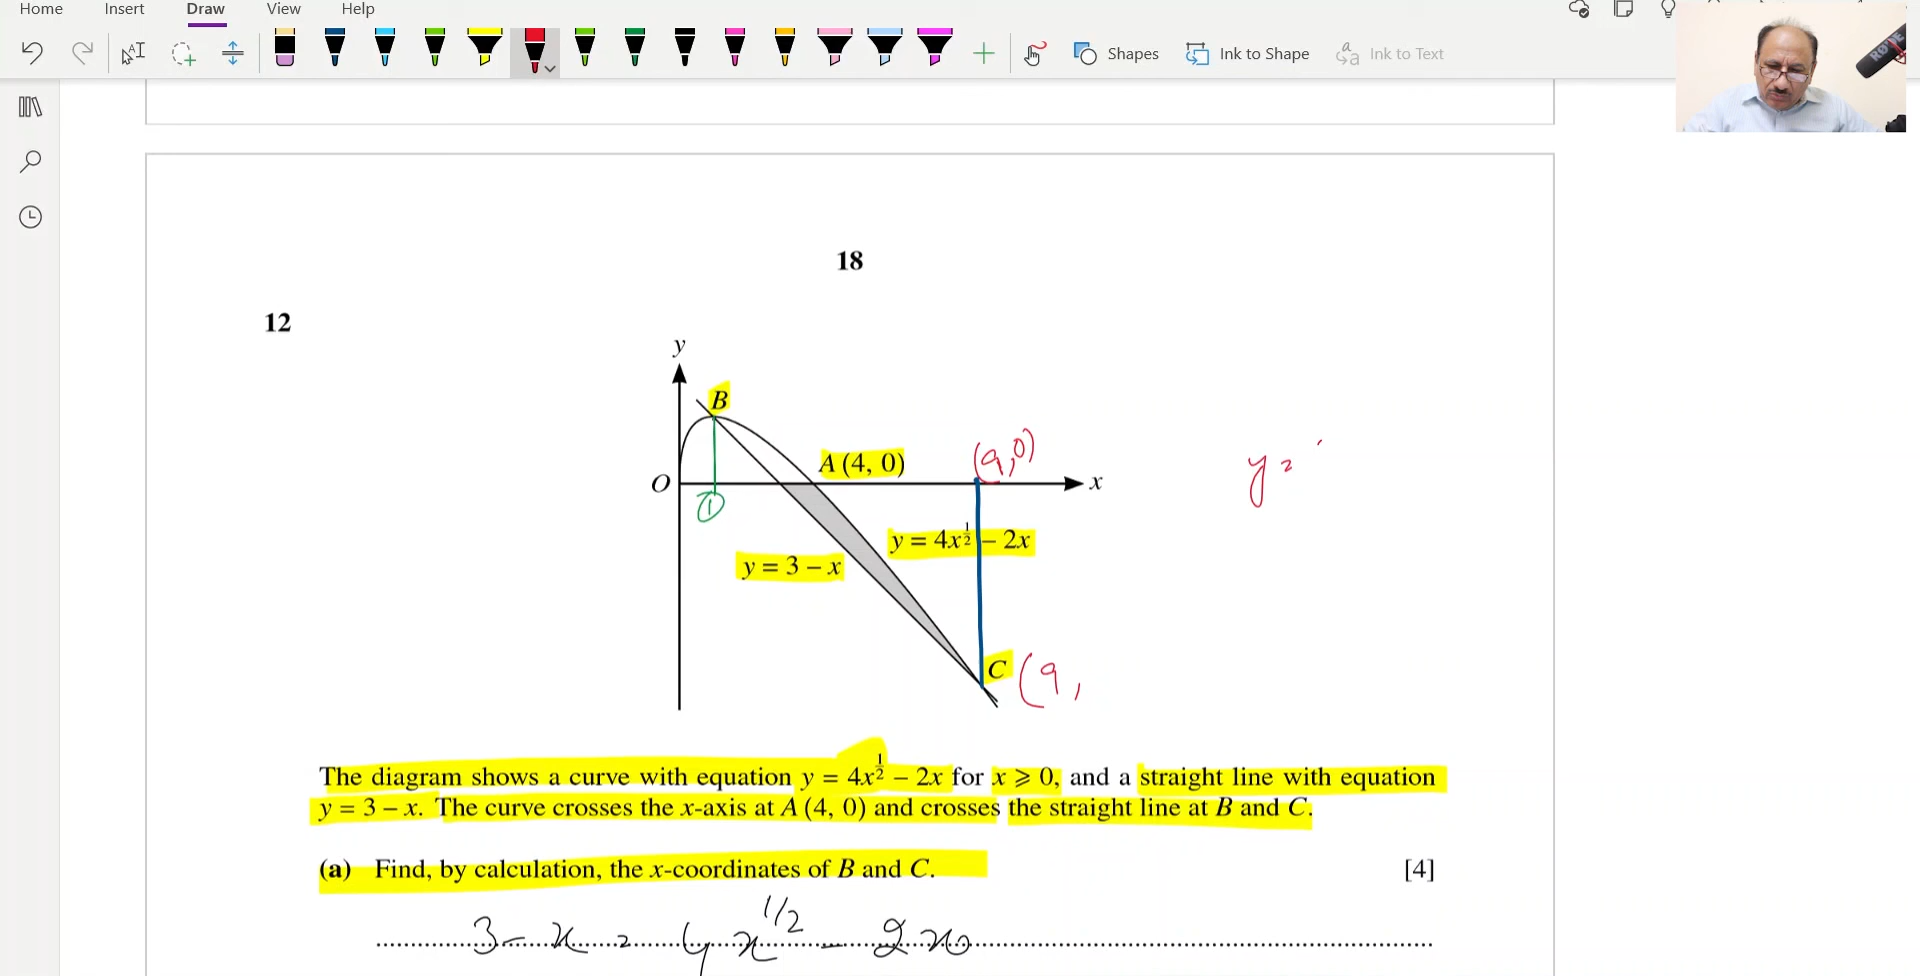 Home Insert Draw View Help
Shapes Ink to Shape Ink to Text
RØDE
18
12
y
B
A (4, 0) (9,0)
O x
①
y =
y = 4x^{1/2} – 2x
y = 3 – x
C (9,
The diagram shows a curve with equation y = 4x^{1/2} – 2x for x ⩾ 0, and a straight line with equation
y = 3 – x. The curve crosses the x-axis at A (4, 0) and crosses the straight line at B and C.
(a) Find, by calculation, the x-coordinates of B and C. [4]
3 – x = 4x^{1/2} – 2x